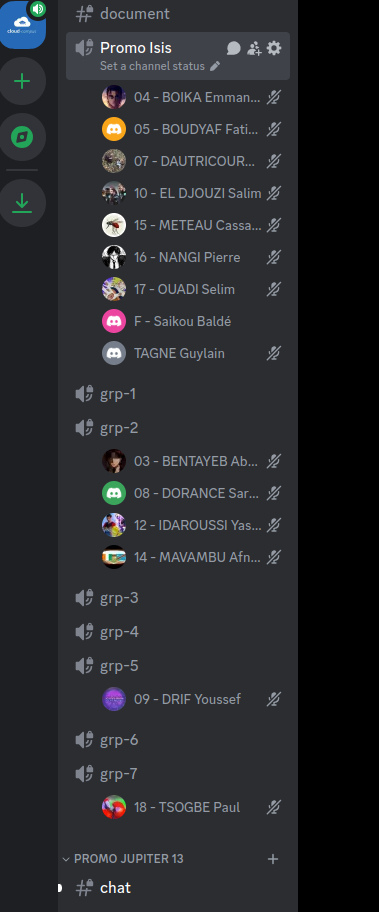 document
Promo Isis
Set a channel status
04 - BOIKA Emman...
05 - BOUDYAF Fati...
07 - DAUTRICOUR...
10 - EL DJOUZI Salim
15 - METEAU Cassa...
16 - NANGI Pierre
17 - OUADI Selim
F - Saikou Baldé
TAGNE Guylain
grp-1
grp-2
03 - BENTAYEB Ab...
08 - DORANCE Sar...
12 - IDAROUSSI Yas...
14 - MAVAMBU Afn...
grp-3
grp-4
grp-5
09 - DRIF Youssef
grp-6
grp-7
18 - TSOGBE Paul
PROMO JUPITER 13
chat